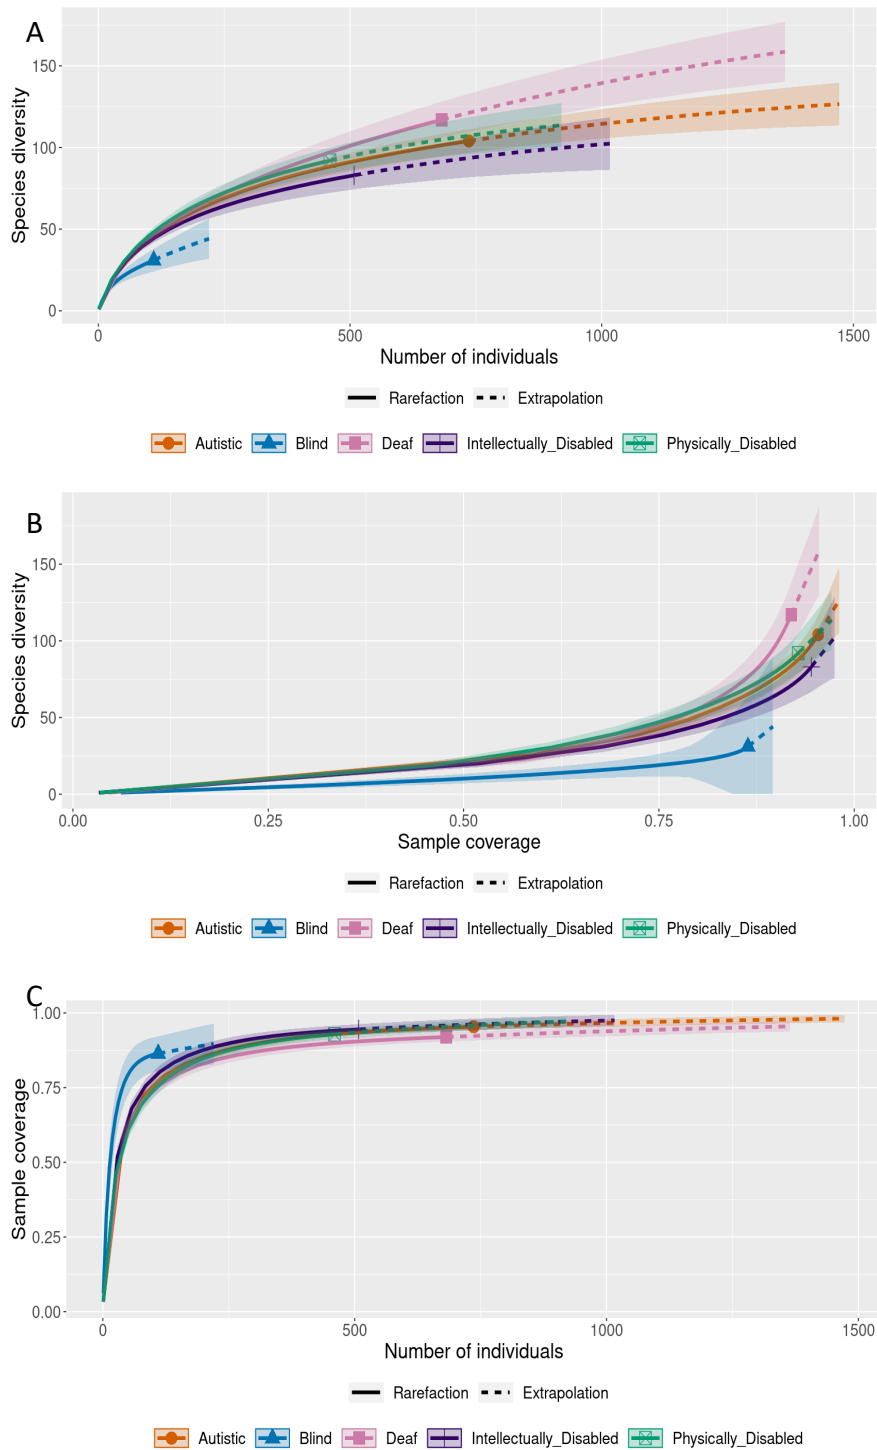 A
Species diversity
150
100
50
0
0 500 1000 1500
Number of individuals
Rarefaction Extrapolation
Autistic Blind Deaf Intellectually_Disabled Physically_Disabled
B
Species diversity
150
100
50
0
0.00 0.25 0.50 0.75 1.00
Sample coverage
Rarefaction Extrapolation
Autistic Blind Deaf Intellectually_Disabled Physically_Disabled
C
Sample coverage
1.00
0.75
0.50
0.25
0.00
0 500 1000 1500
Number of individuals
Rarefaction Extrapolation
Autistic Blind Deaf Intellectually_Disabled Physically_Disabled